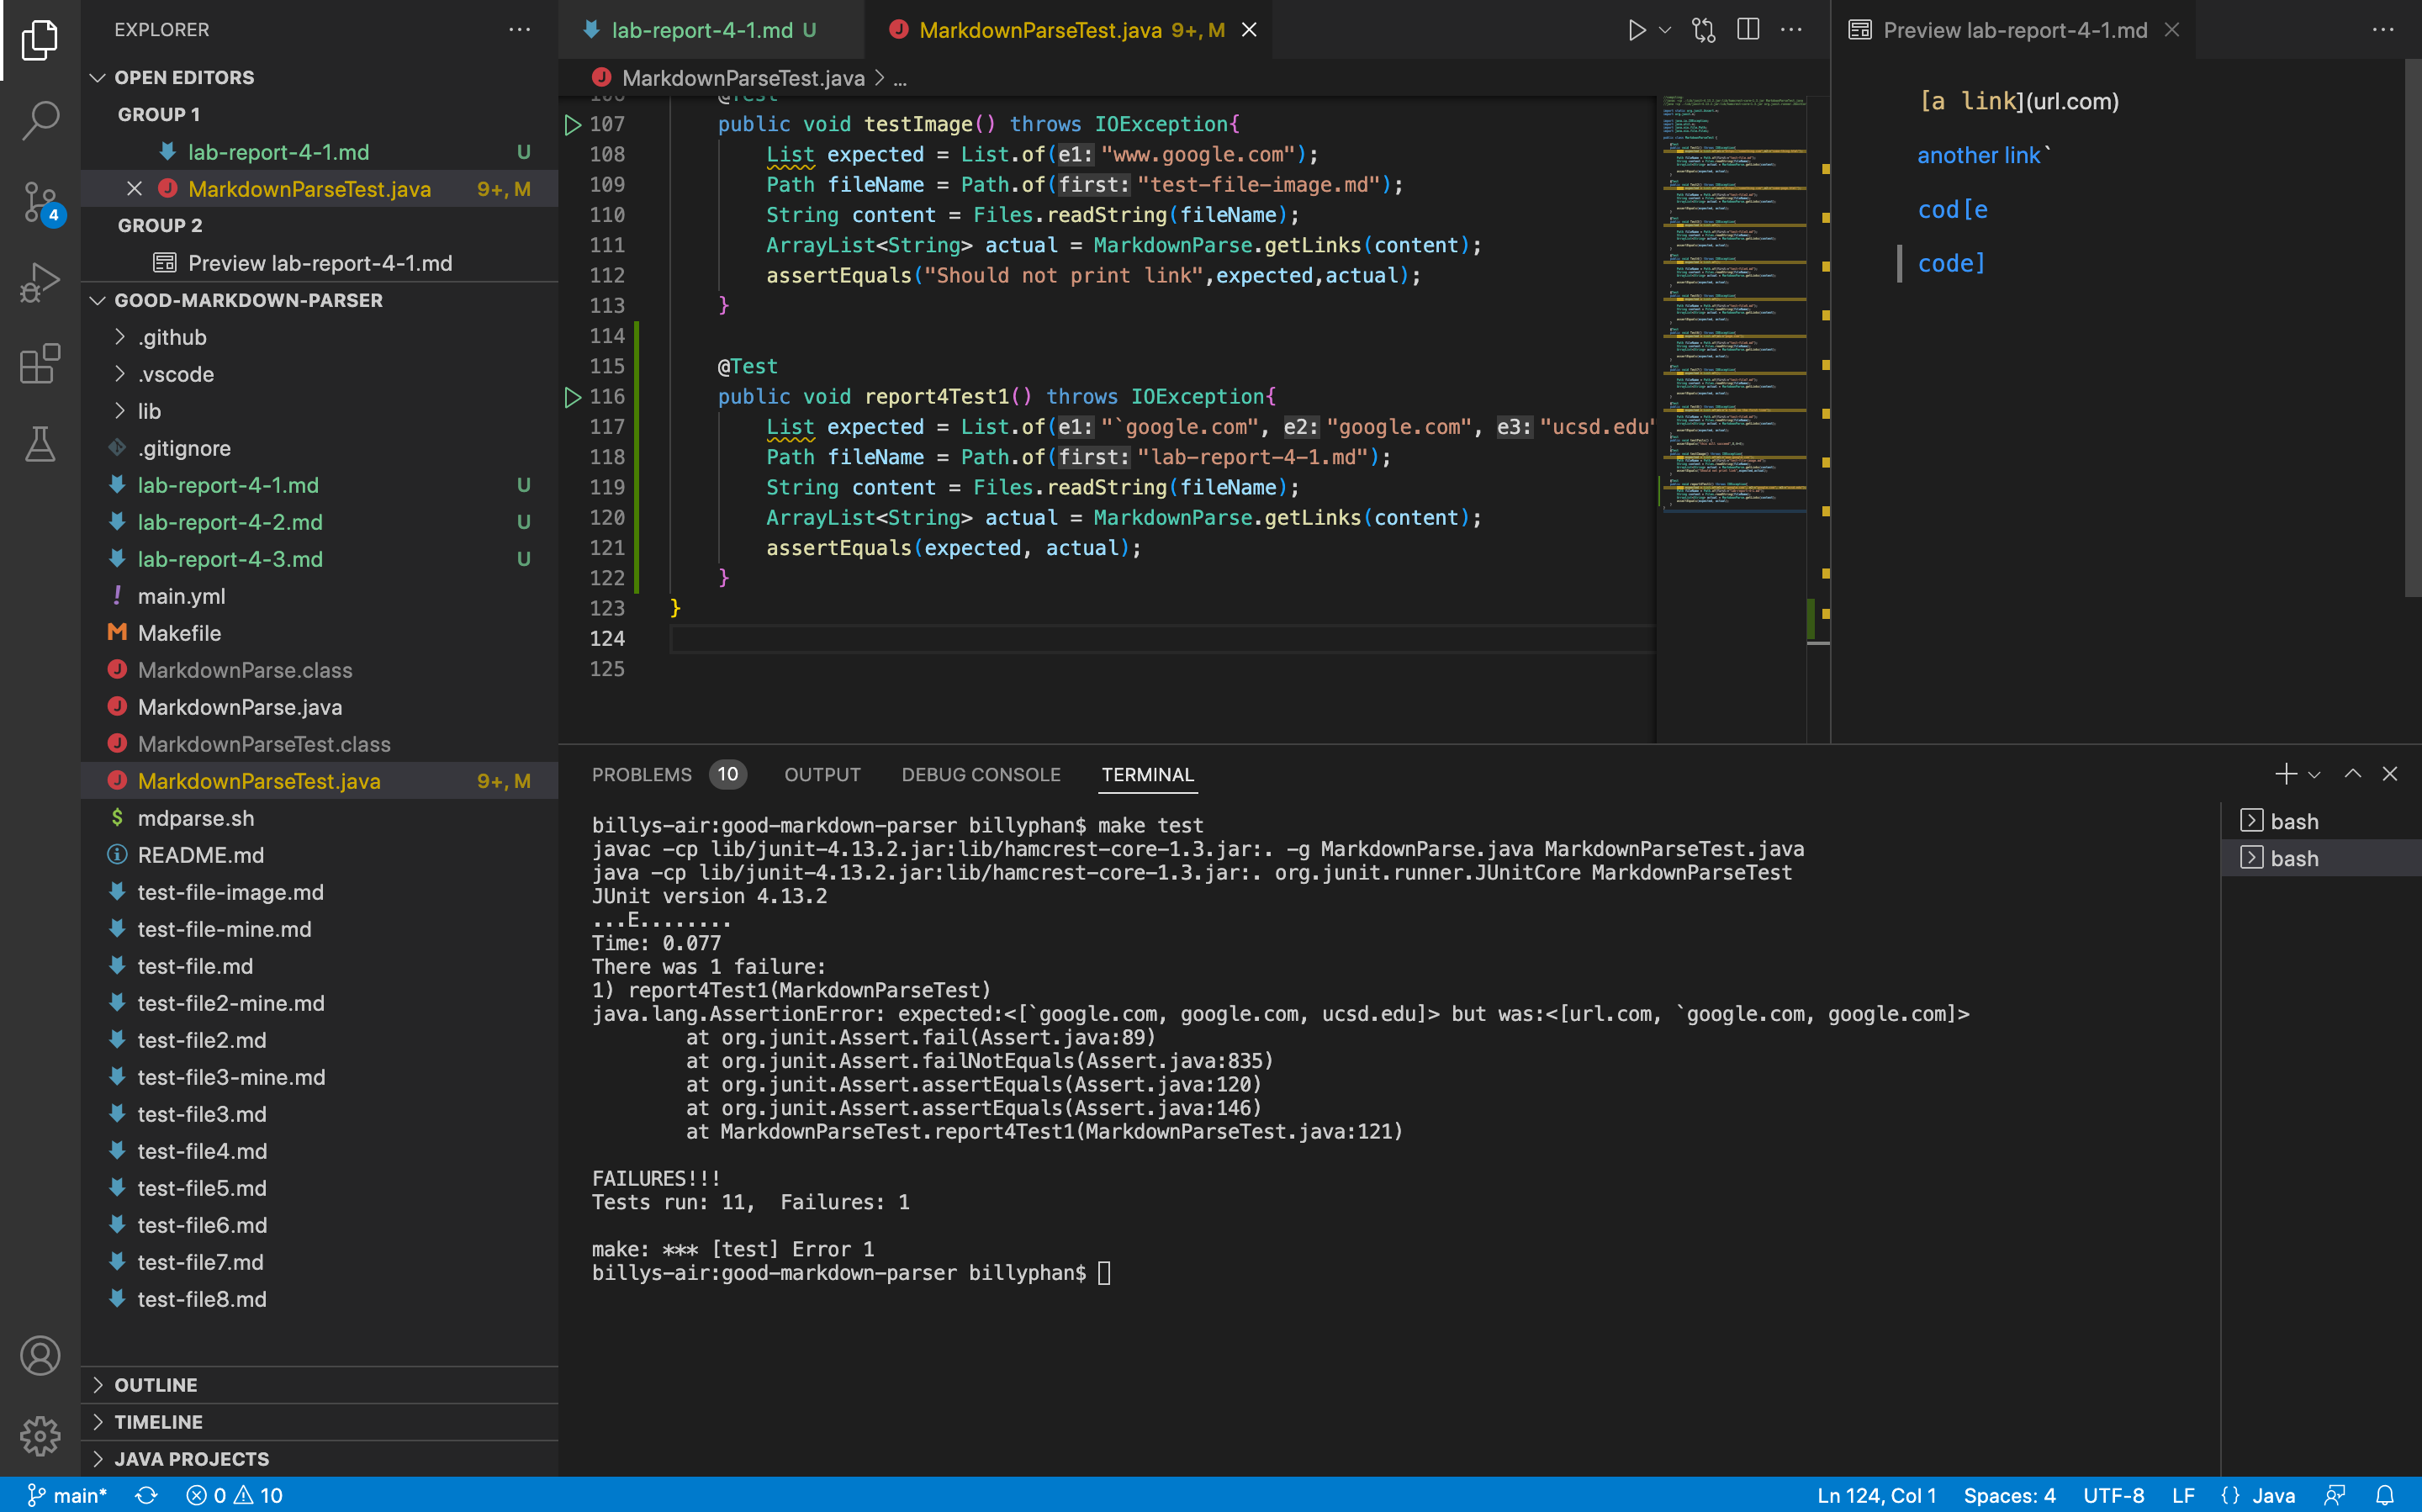 EXPLORER
OPEN EDITORS
GROUP 1
lab-report-4-1.md U
MarkdownParseTest.java 9+, M
GROUP 2
Preview lab-report-4-1.md
GOOD-MARKDOWN-PARSER
.github
.vscode
lib
.gitignore
lab-report-4-1.md U
lab-report-4-2.md U
lab-report-4-3.md U
main.yml
Makefile
MarkdownParse.class
MarkdownParse.java
MarkdownParseTest.class
MarkdownParseTest.java 9+, M
mdparse.sh
README.md
test-file-image.md
test-file-mine.md
test-file.md
test-file2-mine.md
test-file2.md
test-file3-mine.md
test-file3.md
test-file4.md
test-file5.md
test-file6.md
test-file7.md
test-file8.md
OUTLINE
TIMELINE
JAVA PROJECTS
4
lab-report-4-1.md U
MarkdownParseTest.java 9+, M
MarkdownParseTest.java > ...
106 @Test
107 public void testImage() throws IOException{
108 List expected = List.of(e1: "www.google.com");
109 Path fileName = Path.of(first: "test-file-image.md");
110 String content = Files.readString(fileName);
111 ArrayList<String> actual = MarkdownParse.getLinks(content);
112 assertEquals("Should not print link",expected,actual);
113 }
114
115 @Test
116 public void report4Test1() throws IOException{
117 List expected = List.of(e1: "`google.com", e2: "google.com", e3: "ucsd.edu"
118 Path fileName = Path.of(first: "lab-report-4-1.md");
119 String content = Files.readString(fileName);
120 ArrayList<String> actual = MarkdownParse.getLinks(content);
121 assertEquals(expected, actual);
122 }
123 }
124
125
Preview lab-report-4-1.md
[a link](url.com)
another link`
cod[e
code]
PROBLEMS 10 OUTPUT DEBUG CONSOLE TERMINAL
billys-air:good-markdown-parser billyphan$ make test
javac -cp lib/junit-4.13.2.jar:lib/hamcrest-core-1.3.jar:. -g MarkdownParse.java MarkdownParseTest.java
java -cp lib/junit-4.13.2.jar:lib/hamcrest-core-1.3.jar:. org.junit.runner.JUnitCore MarkdownParseTest
JUnit version 4.13.2
...E........
Time: 0.077
There was 1 failure:
1) report4Test1(MarkdownParseTest)
java.lang.AssertionError: expected:<[`google.com, google.com, ucsd.edu]> but was:<[url.com, `google.com, google.com]>
at org.junit.Assert.fail(Assert.java:89)
at org.junit.Assert.failNotEquals(Assert.java:835)
at org.junit.Assert.assertEquals(Assert.java:120)
at org.junit.Assert.assertEquals(Assert.java:146)
at MarkdownParseTest.report4Test1(MarkdownParseTest.java:121)
FAILURES!!!
Tests run: 11,  Failures: 1
make: *** [test] Error 1
billys-air:good-markdown-parser billyphan$
bash
bash
main* 0 10
Ln 124, Col 1 Spaces: 4 UTF-8 LF {} Java